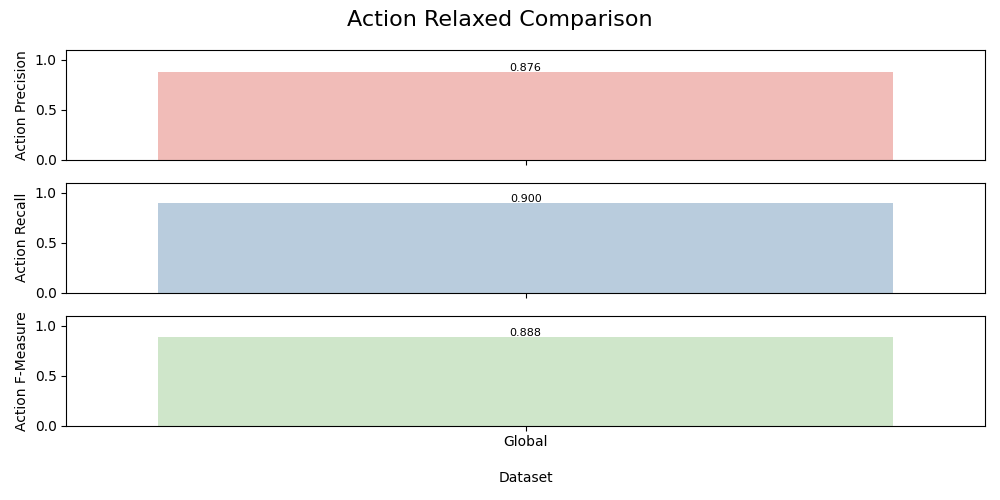 Action Relaxed Comparison
Action Precision
1.0
0.5
0.0
0.876
Action Recall
1.0
0.5
0.0
0.900
Action F-Measure
1.0
0.5
0.0
0.888
Global
Dataset